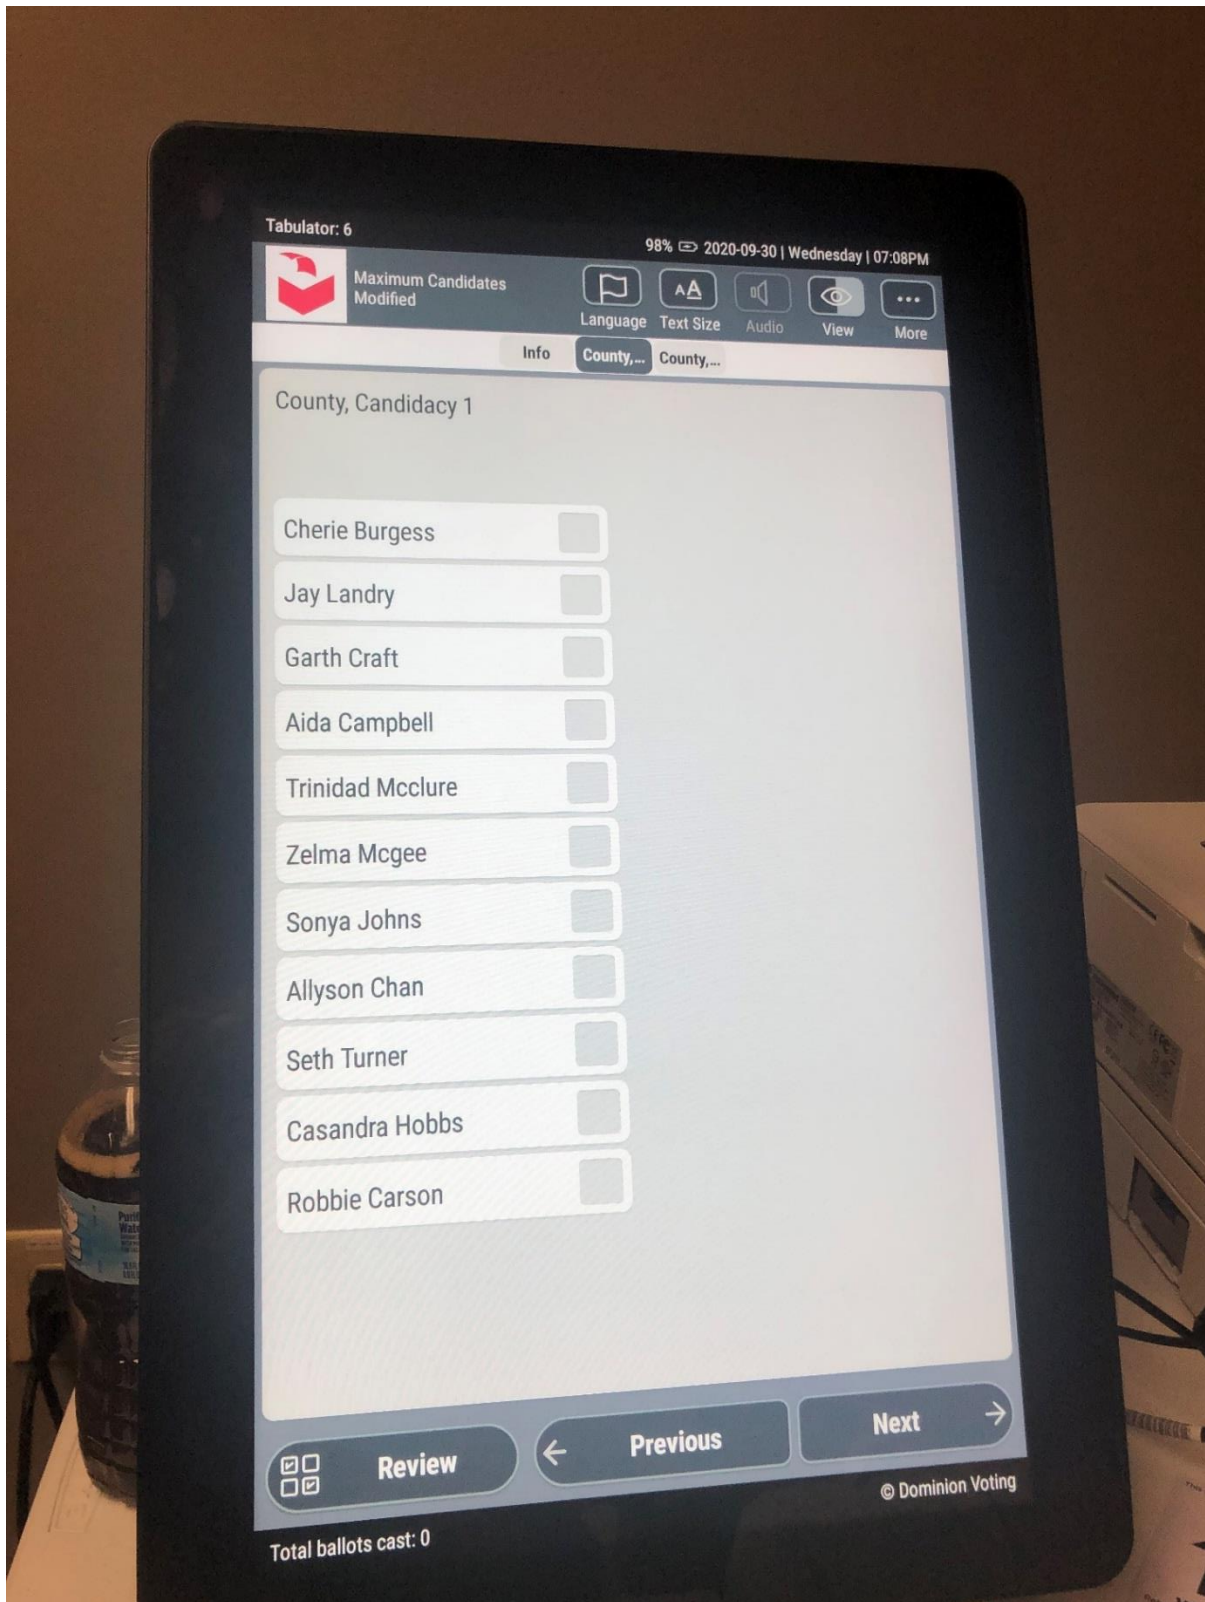 Tabulator: 6
98% 2020-09-30 | Wednesday | 07:08PM
Maximum Candidates
Modified
Language Text Size Audio View More
Info County,... County,...
County, Candidacy 1
Cherie Burgess
Jay Landry
Garth Craft
Aida Campbell
Trinidad Mcclure
Zelma Mcgee
Sonya Johns
Allyson Chan
Seth Turner
Casandra Hobbs
Robbie Carson
Review Previous Next
© Dominion Voting
Total ballots cast: 0